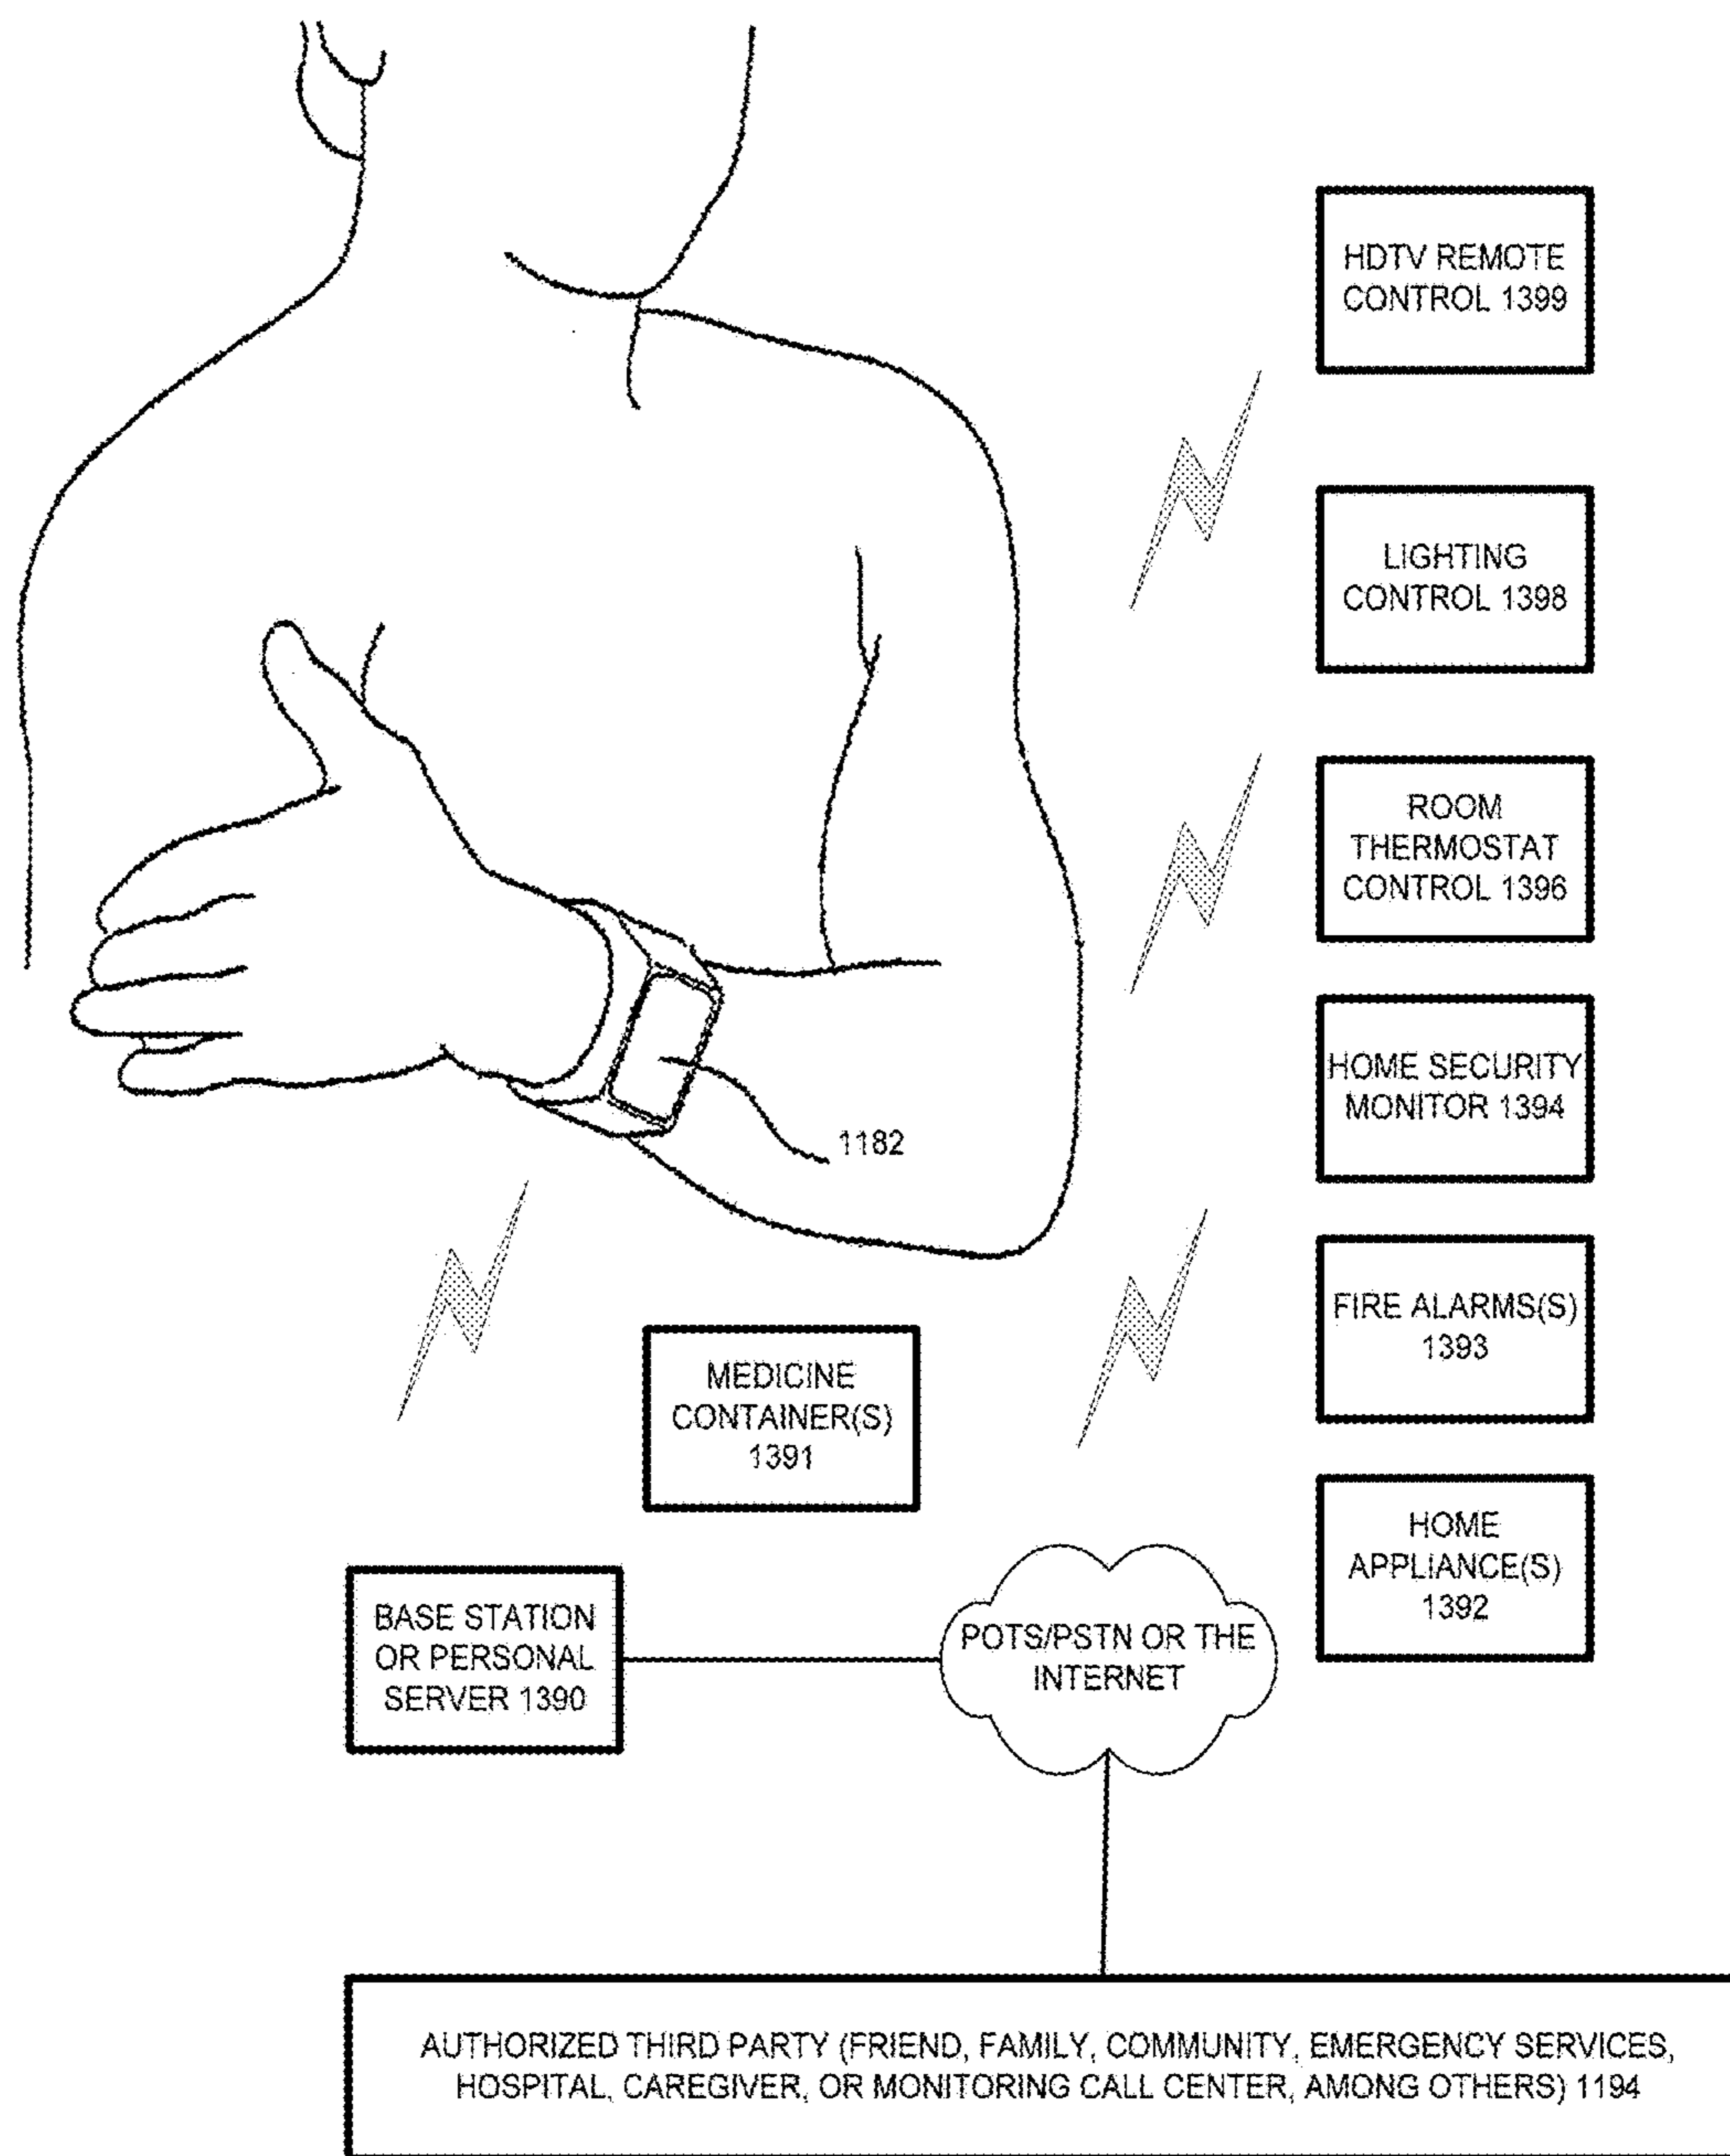 HDTV REMOTE
CONTROL 1399
LIGHTING
CONTROL 1398
ROOM
THERMOSTAT
CONTROL 1396
HOME SECURITY
MONITOR 1394
1182
FIRE ALARMS(S)
1393
MEDICINE
CONTAINER(S)
1391
HOME
APPLIANCE(S)
1392
BASE STATION
OR PERSONAL
SERVER 1390
POTS/PSTN OR THE
INTERNET
AUTHORIZED THIRD PARTY (FRIEND, FAMILY, COMMUNITY, EMERGENCY SERVICES,
HOSPITAL, CAREGIVER, OR MONITORING CALL CENTER, AMONG OTHERS) 1194